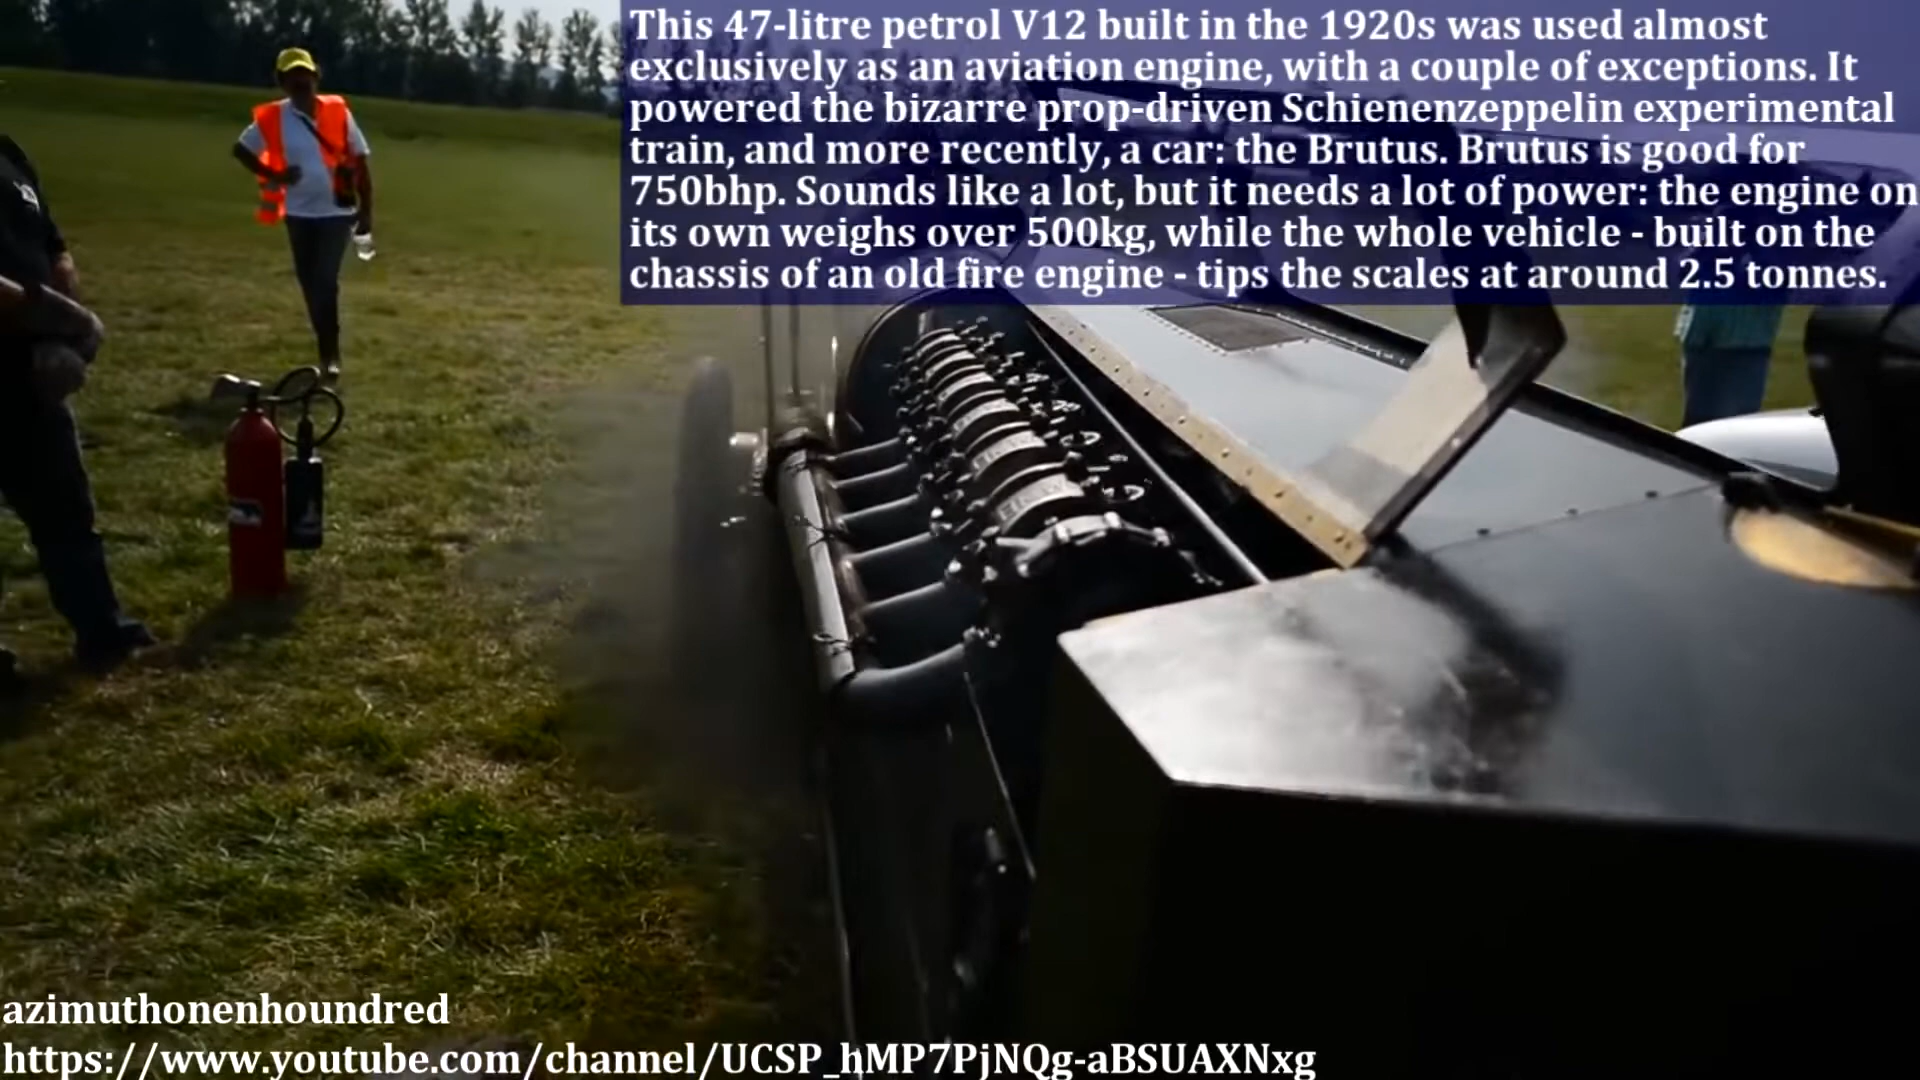 This 47-litre petrol V12 built in the 1920s was used almost
exclusively as an aviation engine, with a couple of exceptions. It
powered the bizarre prop-driven Schienenzeppelin experimental
train, and more recently, a car: the Brutus. Brutus is good for
750bhp. Sounds like a lot, but it needs a lot of power: the engine on
its own weighs over 500kg, while the whole vehicle - built on the
chassis of an old fire engine - tips the scales at around 2.5 tonnes.
azimuthonenhoundred
https://www.youtube.com/channel/UCSP_hMP7PjNQg-aBSUAXNxg